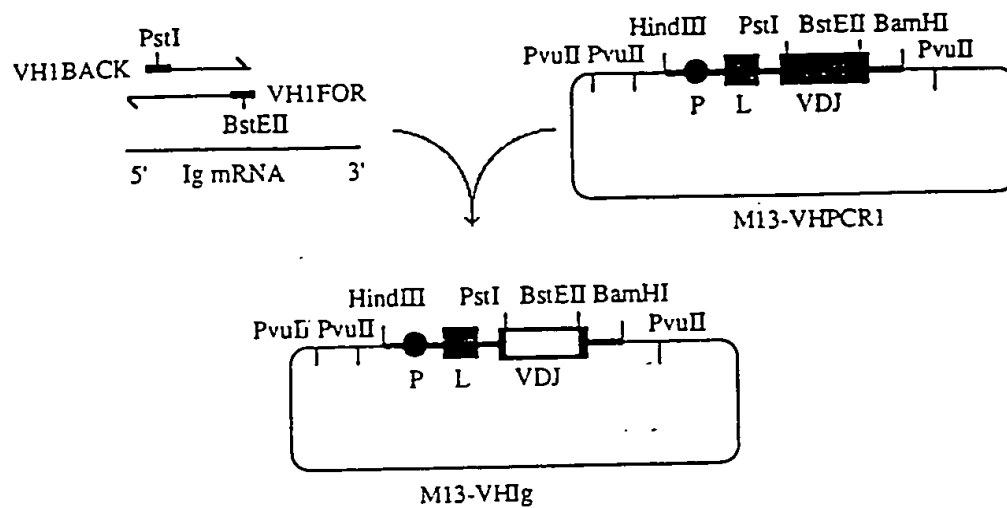 PstI
VH1BACK
VH1FOR
BstEII
5' Ig mRNA 3'
HindIII PstI BstEII BamHI
PvuII PvuII PvuII
P L VDJ
M13-VHPCR1
HindIII PstI BstEII BamHI
PvuII PvuII PvuII
P L VDJ
M13-VHIg